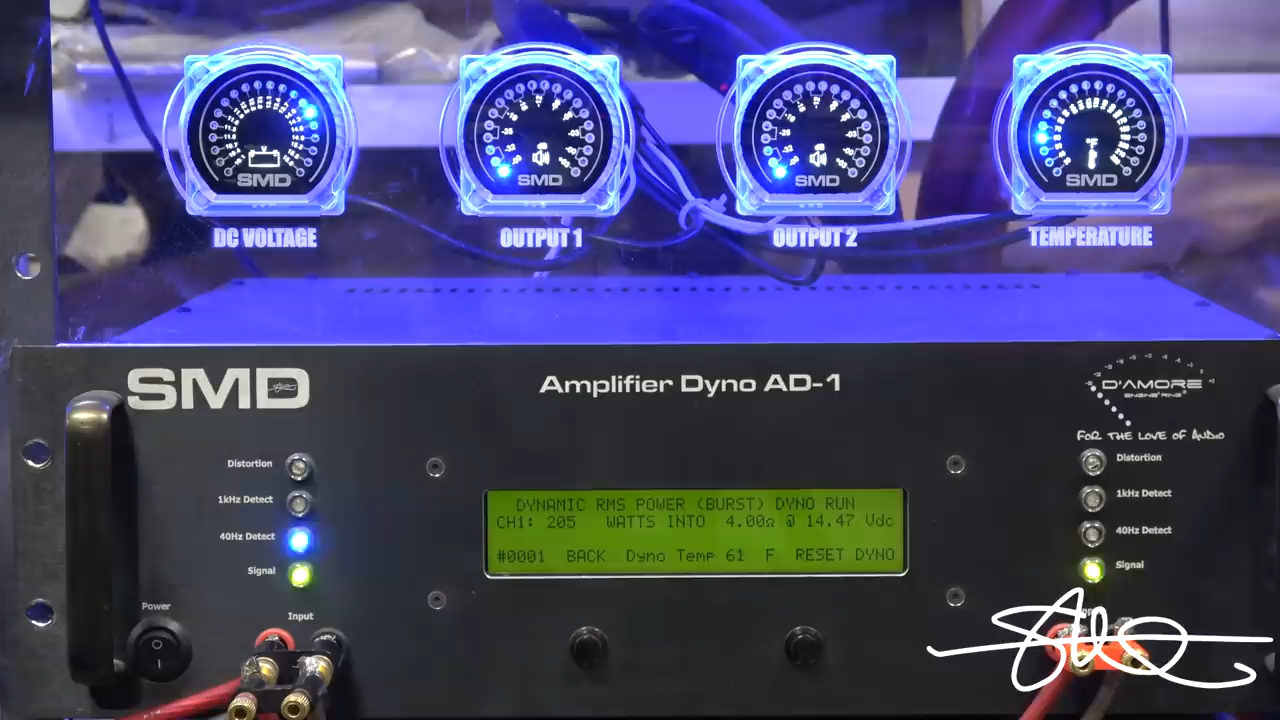 SMD
SMD
SMD
SMD
DC VOLTAGE
OUTPUT 1
OUTPUT 2
TEMPERATURE
SMD
Amplifier Dyno AD-1
D'AMORE
ENGINEERING
FOR THE LOVE OF AUDIO
Distortion
1kHz Detect
40Hz Detect
Signal
Distortion
1kHz Detect
40Hz Detect
Signal
DYNAMIC RMS POWER (BURST) DYNO RUN
CH1: 205 WATTS INTO 4.00Ω @ 14.47 Vdc
#0001 BACK Dyno Temp 61 F RESET DYNO
Power
Input